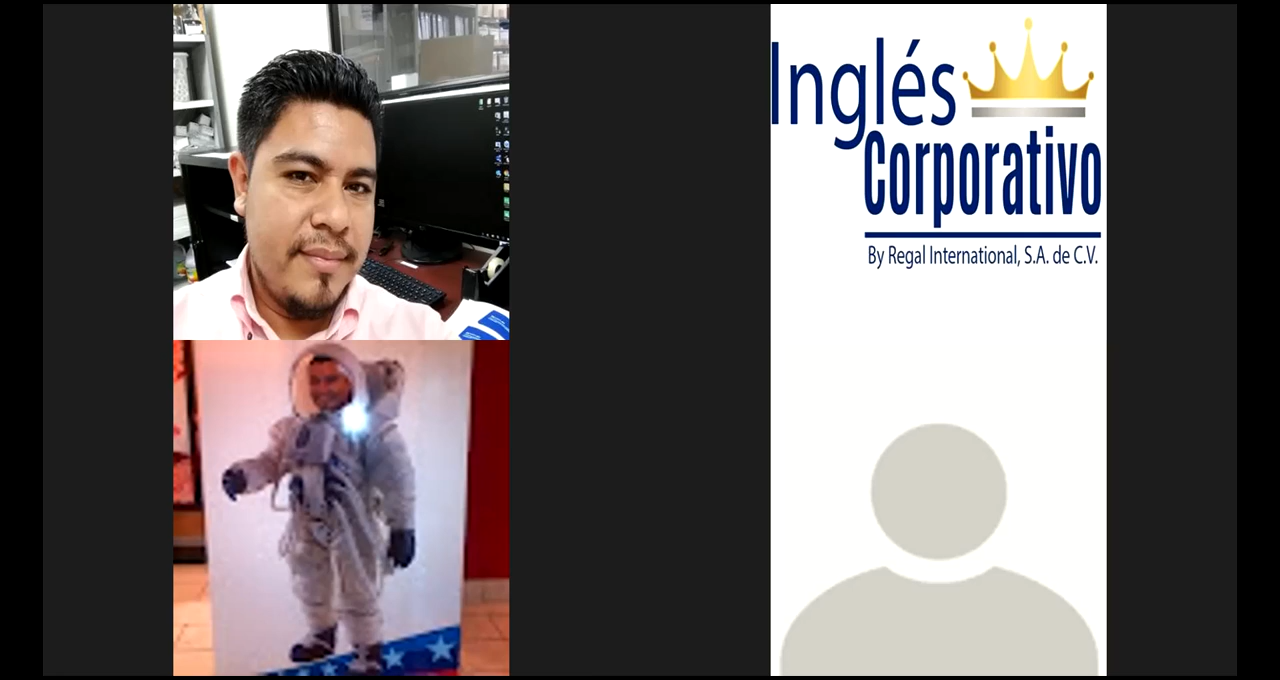 Inglés
Corporativo
By Regal International, S.A. de C.V.